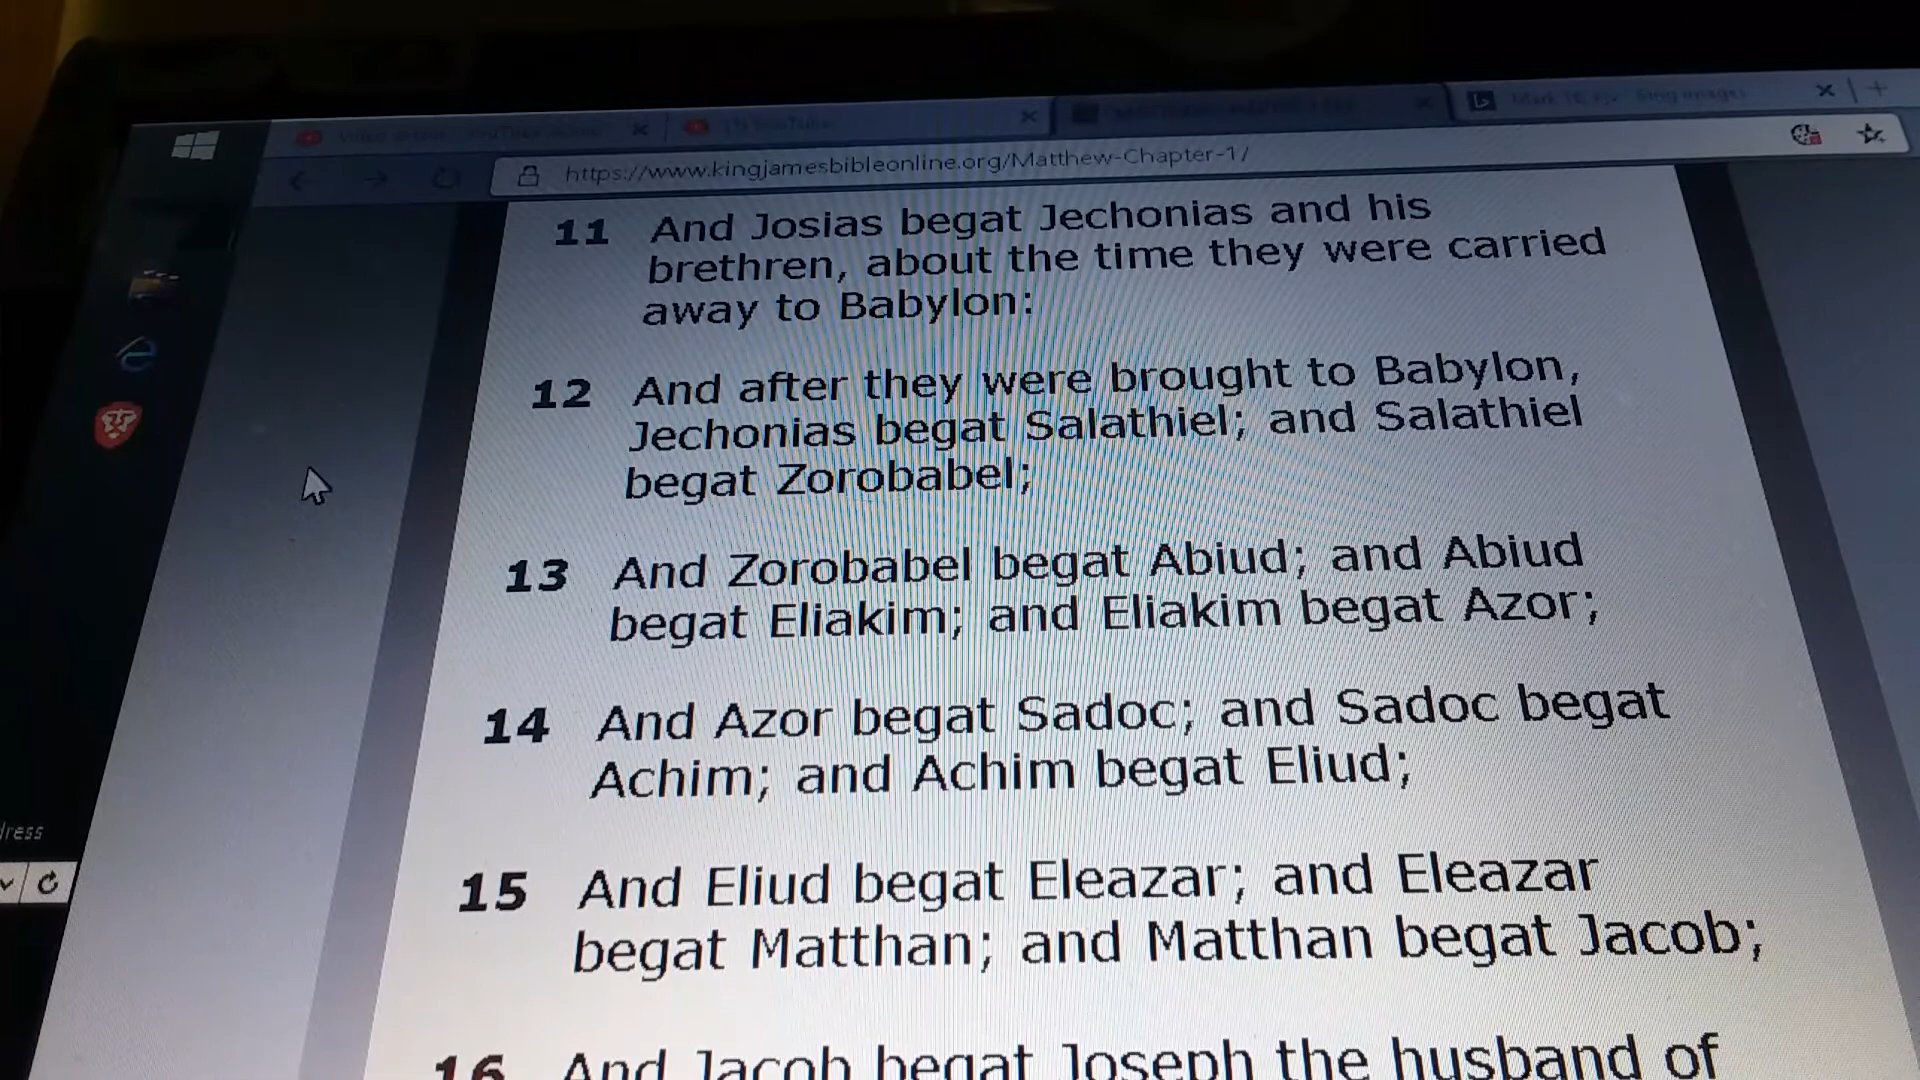 https://www.kingjamesbibleonline.org/Matthew-Chapter-1/
11 And Josias begat Jechonias and his
brethren, about the time they were carried
away to Babylon:
12 And after they were brought to Babylon,
Jechonias begat Salathiel; and Salathiel
begat Zorobabel;
13 And Zorobabel begat Abiud; and Abiud
begat Eliakim; and Eliakim begat Azor;
14 And Azor begat Sadoc; and Sadoc begat
Achim; and Achim begat Eliud;
15 And Eliud begat Eleazar; and Eleazar
begat Matthan; and Matthan begat Jacob;
16 And Jacob begat Joseph the husband of
dress